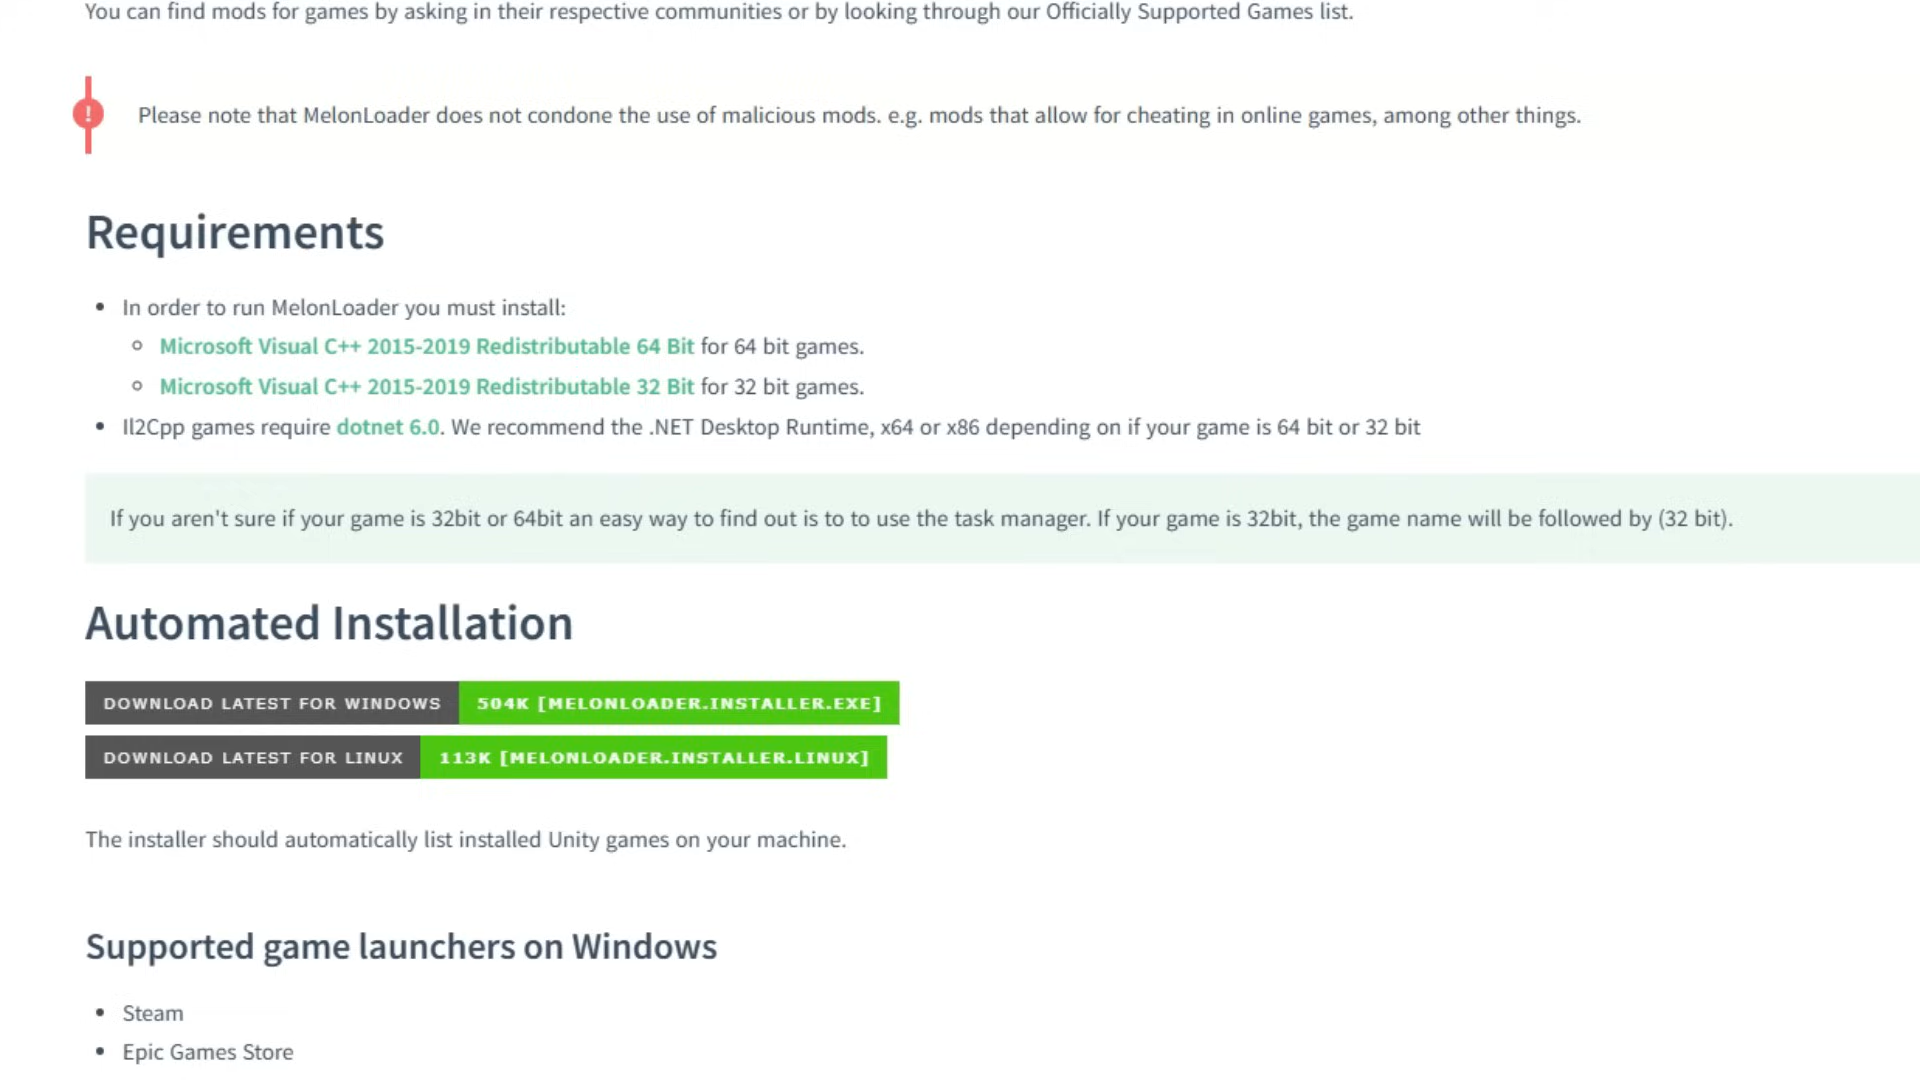 You can find mods for games by asking in their respective communities or by looking through our Officially Supported Games list.
!
Please note that MelonLoader does not condone the use of malicious mods. e.g. mods that allow for cheating in online games, among other things.
Requirements
• In order to run MelonLoader you must install:
◦ Microsoft Visual C++ 2015-2019 Redistributable 64 Bit for 64 bit games.
◦ Microsoft Visual C++ 2015-2019 Redistributable 32 Bit for 32 bit games.
• Il2Cpp games require dotnet 6.0. We recommend the .NET Desktop Runtime, x64 or x86 depending on if your game is 64 bit or 32 bit
If you aren't sure if your game is 32bit or 64bit an easy way to find out is to to use the task manager. If your game is 32bit, the game name will be followed by (32 bit).
Automated Installation
DOWNLOAD LATEST FOR WINDOWS 504K [MELONLOADER.INSTALLER.EXE]
DOWNLOAD LATEST FOR LINUX 113K [MELONLOADER.INSTALLER.LINUX]
The installer should automatically list installed Unity games on your machine.
Supported game launchers on Windows
• Steam
• Epic Games Store